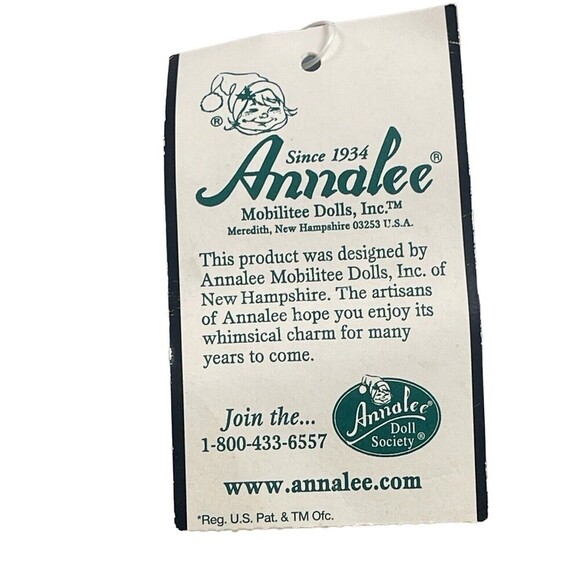 ®
Since 1934
Annalee®
Mobilitee Dolls, Inc.™
Meredith, New Hampshire 03253 U.S.A.
This product was designed by
Annalee Mobilitee Dolls, Inc. of
New Hampshire. The artisans
of Annalee hope you enjoy its
whimsical charm for many
years to come.
Join the...
1-800-433-6557
Annalee®
Doll
Society®
www.annalee.com
*Reg. U.S. Pat. & TM Ofc.